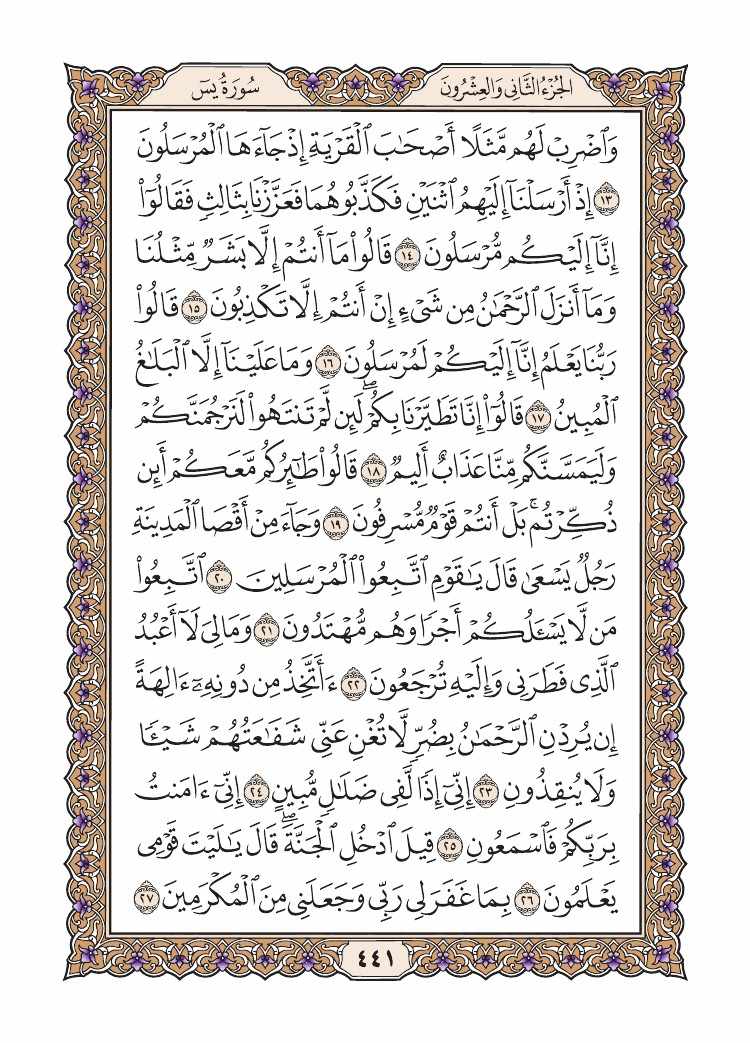 الجُزْءُ الثَّانِي وَالعِشْرُونَ
سُورَةُ يسٓ
وَٱضْرِبْ لَهُم مَّثَلًا أَصْحَٰبَ ٱلْقَرْيَةِ إِذْ جَآءَهَا ٱلْمُرْسَلُونَ
١٣ إِذْ أَرْسَلْنَآ إِلَيْهِمُ ٱثْنَيْنِ فَكَذَّبُوهُمَا فَعَزَّزْنَا بِثَالِثٍ فَقَالُوٓا۟
إِنَّآ إِلَيْكُم مُّرْسَلُونَ ١٤ قَالُوا۟ مَآ أَنتُمْ إِلَّا بَشَرٌ مِّثْلُنَا
وَمَآ أَنزَلَ ٱلرَّحْمَٰنُ مِن شَىْءٍ إِنْ أَنتُمْ إِلَّا تَكْذِبُونَ ١٥ قَالُوا۟
رَبُّنَا يَعْلَمُ إِنَّآ إِلَيْكُمْ لَمُرْسَلُونَ ١٦ وَمَا عَلَيْنَآ إِلَّا ٱلْبَلَٰغُ
ٱلْمُبِينُ ١٧ قَالُوٓا۟ إِنَّا تَطَيَّرْنَا بِكُمْ ۖ لَئِن لَّمْ تَنتَهُوا۟ لَنَرْجُمَنَّكُمْ
وَلَيَمَسَّنَّكُم مِّنَّا عَذَابٌ أَلِيمٌ ١٨ قَالُوا۟ طَٰٓئِرُكُم مَّعَكُمْ أَئِن
ذُكِّرْتُم ۚ بَلْ أَنتُمْ قَوْمٌ مُّسْرِفُونَ ١٩ وَجَآءَ مِنْ أَقْصَا ٱلْمَدِينَةِ
رَجُلٌ يَسْعَىٰ قَالَ يَٰقَوْمِ ٱتَّبِعُوا۟ ٱلْمُرْسَلِينَ ٢٠ ٱتَّبِعُوا۟
مَن لَّا يَسْـَٔلُكُمْ أَجْرًا وَهُم مُّهْتَدُونَ ٢١ وَمَا لِىَ لَآ أَعْبُدُ
ٱلَّذِى فَطَرَنِى وَإِلَيْهِ تُرْجَعُونَ ٢٢ ءَأَتَّخِذُ مِن دُونِهِۦٓ ءَالِهَةً
إِن يُرِدْنِ ٱلرَّحْمَٰنُ بِضُرٍّ لَّا تُغْنِ عَنِّى شَفَٰعَتُهُمْ شَيْـًٔا
وَلَا يُنقِذُونِ ٢٣ إِنِّىٓ إِذًا لَّفِى ضَلَٰلٍ مُّبِينٍ ٢٤ إِنِّىٓ ءَامَنتُ
بِرَبِّكُمْ فَٱسْمَعُونِ ٢٥ قِيلَ ٱدْخُلِ ٱلْجَنَّةَ ۖ قَالَ يَٰلَيْتَ قَوْمِى
يَعْلَمُونَ ٢٦ بِمَا غَفَرَ لِى رَبِّى وَجَعَلَنِى مِنَ ٱلْمُكْرَمِينَ ٢٧
٤٤١